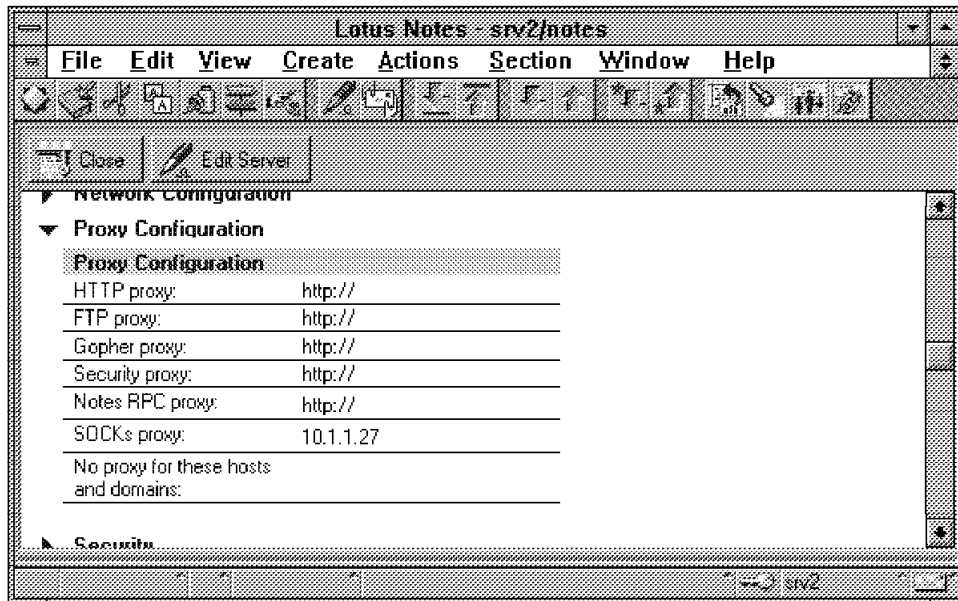 Lotus Notes - srv2/notes
File Edit View Create Actions Section Window Help
Close Edit Server
Network Configuration
Proxy Configuration
Proxy Configuration
HTTP proxy: http://
FTP proxy: http://
Gopher proxy: http://
Security proxy: http://
Notes RPC proxy: http://
SOCKs proxy: 10.1.1.27
No proxy for these hosts
and domains:
Security
srv2